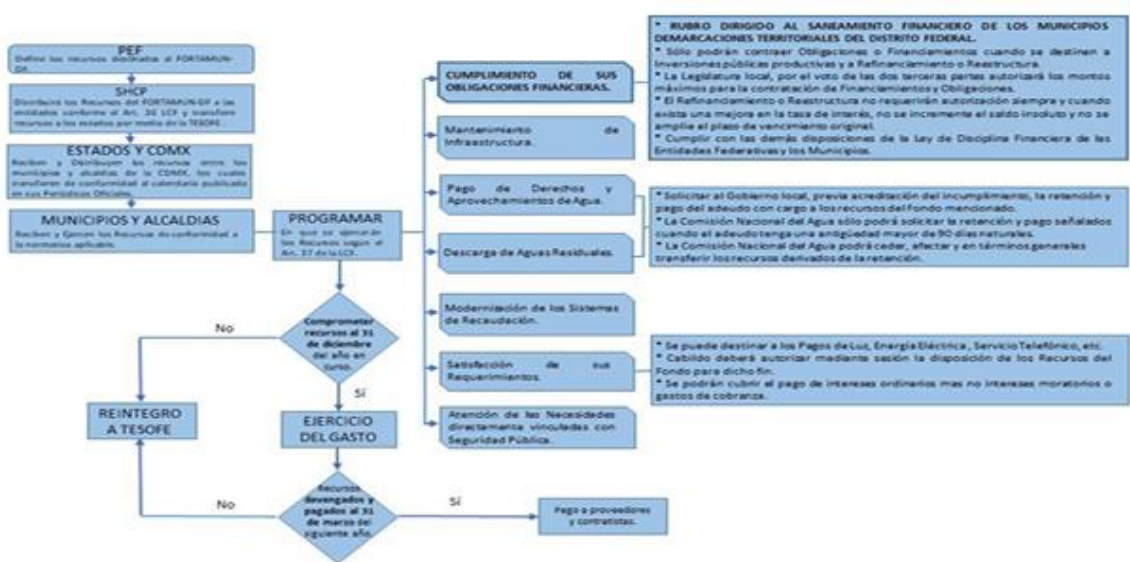 PEF
Define los recursos destinados al FORTAMUN-
DF.
SHCP
Distribuirá los Recursos del FORTAMUN-DF a las
entidades conforme al Art. 36 LCF y transfiere
recursos a los estados por medio de la TESOFE.
ESTADOS Y CDMX
Reciben y Distribuyen los recursos entre los
municipios y alcaldías de la CDMX, los cuales
transfieren de conformidad al calendario publicado
en sus Periódicos Oficiales.
MUNICIPIOS Y ALCALDIAS
Reciben y Ejercen los Recursos de conformidad a
la normativa aplicable.
PROGRAMAR
En que se ejercerán
los Recursos según el
Art. 37 de la LCF.
Comprometer
recursos al 31
de diciembre
del año en
curso.
No
Sí
REINTEGRO
A TESOFE
EJERCICIO
DEL GASTO
Recursos
devengados y
pagados al 31
de marzo del
siguiente año.
No
Sí
Pago a proveedores
y contratistas.
CUMPLIMIENTO DE SUS
OBLIGACIONES FINANCIERAS.
Mantenimiento de
Infraestructura.
Pago de Derechos y
Aprovechamientos de Agua.
Descarga de Aguas Residuales.
Modernización de los Sistemas
de Recaudación.
Satisfacción de sus
Requerimientos.
Atención de las Necesidades
directamente vinculadas con
Seguridad Pública.
* RUBRO DIRIGIDO AL SANEAMIENTO FINANCIERO DE LOS MUNICIPIOS
DEMARCACIONES TERRITORIALES DEL DISTRITO FEDERAL.
* Sólo podrán contraer Obligaciones o Financiamientos cuando se destinen a
Inversiones públicas productivas y a Refinanciamiento o Reestructura.
* La Legislatura local, por el voto de las dos terceras partes autorizará los montos
máximos para la contratación de Financiamientos y Obligaciones.
* El Refinanciamiento o Reestructura no requerirán autorización siempre y cuando
exista una mejora en la tasa de interés, no se incremente el saldo insoluto y no se
amplíe el plazo de vencimiento original.
* Cumplir con las demás disposiciones de la Ley de Disciplina Financiera de las
Entidades Federativas y los Municipios.
* Solicitar al Gobierno local, previa acreditación del incumplimiento, la retención y
pago del adeudo con cargo a los recursos del Fondo mencionado.
* La Comisión Nacional del Agua sólo podrá solicitar la retención y pago señalados
cuando el adeudo tenga una antigüedad mayor de 90 días naturales.
* La Comisión Nacional del Agua podrá ceder, afectar y en términos generales
transferir los recursos derivados de la retención.
* Se puede destinar a los Pagos de Luz, Energía Eléctrica, Servicio Telefónico, etc.
* Cabildo deberá autorizar mediante sesión la disposición de los Recursos del
Fondo para dicho fin.
* Se podrán cubrir el pago de intereses ordinarios mas no intereses moratorios o
gastos de cobranza.